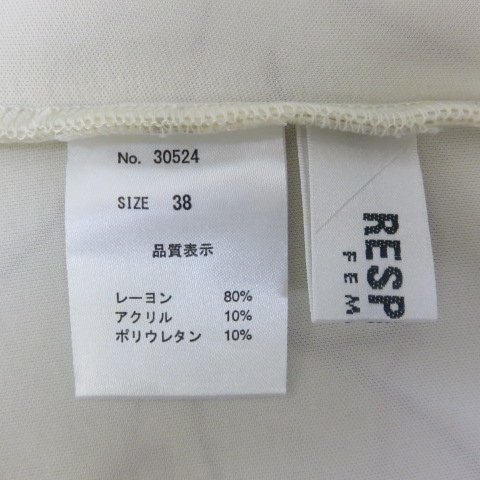 No. 30524
SIZE 38
品質表示
レーヨン 80%
アクリル 10%
ポリウレタン 10%
RESP
FEM